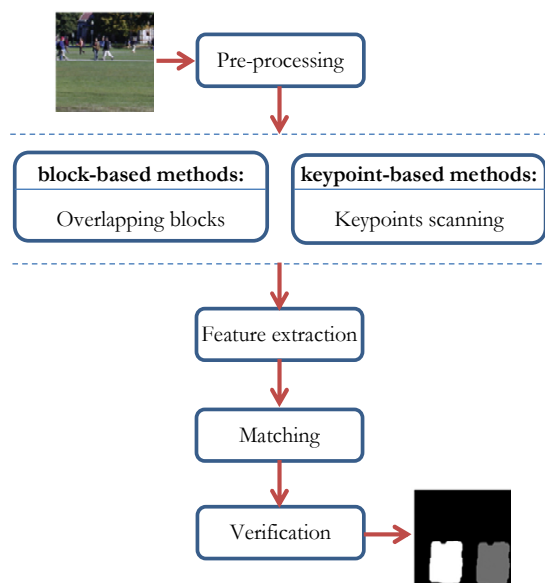 Pre-processing
block-based methods:
Overlapping blocks
keypoint-based methods:
Keypoints scanning
Feature extraction
Matching
Verification